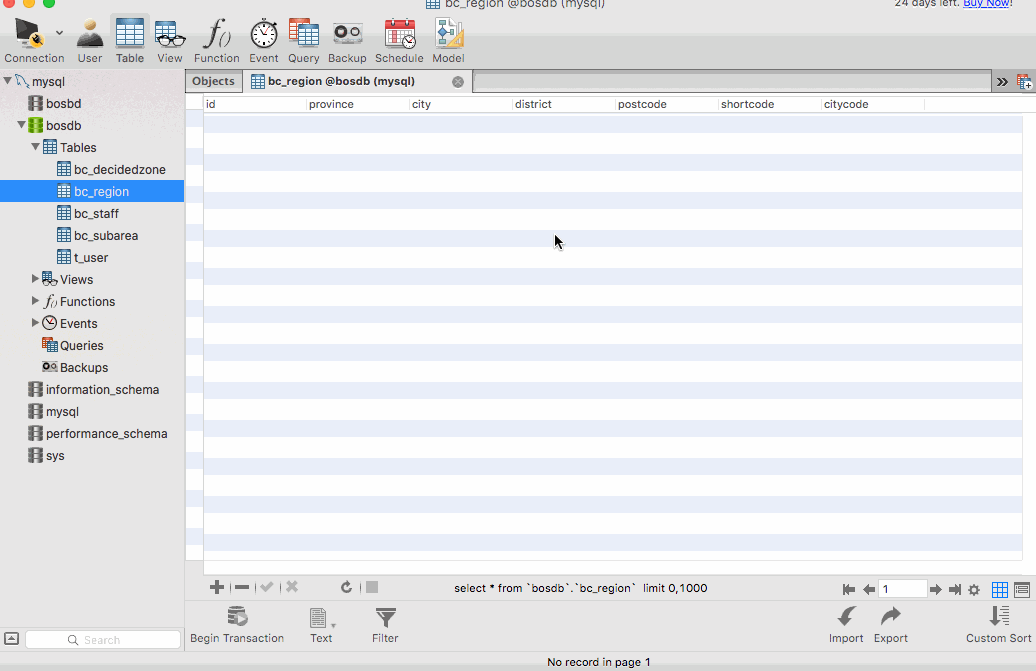 bc_region @bosdb (mysql)
24 days left. Buy Now!
Connection User Table View Function Event Query Backup Schedule Model
Objects bc_region @bosdb (mysql)
mysql
bosbd
bosdb
Tables
bc_decidedzone
bc_region
bc_staff
bc_subarea
t_user
Views
Functions
Events
Queries
Backups
information_schema
mysql
performance_schema
sys
id province city district postcode shortcode citycode
select * from `bosdb`.`bc_region` limit 0,1000
1
Begin Transaction Text Filter Import Export Custom Sort
Search
No record in page 1